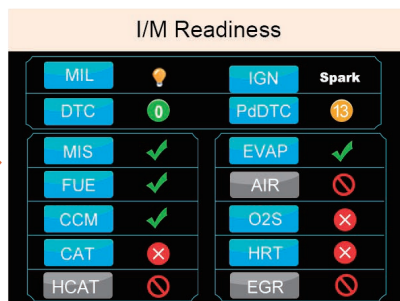 I/M Readiness
MIL IGN Spark
DTC 0 PdDTC 13
MIS EVAP
FUE AIR
CCM O2S
CAT HRT
HCAT EGR